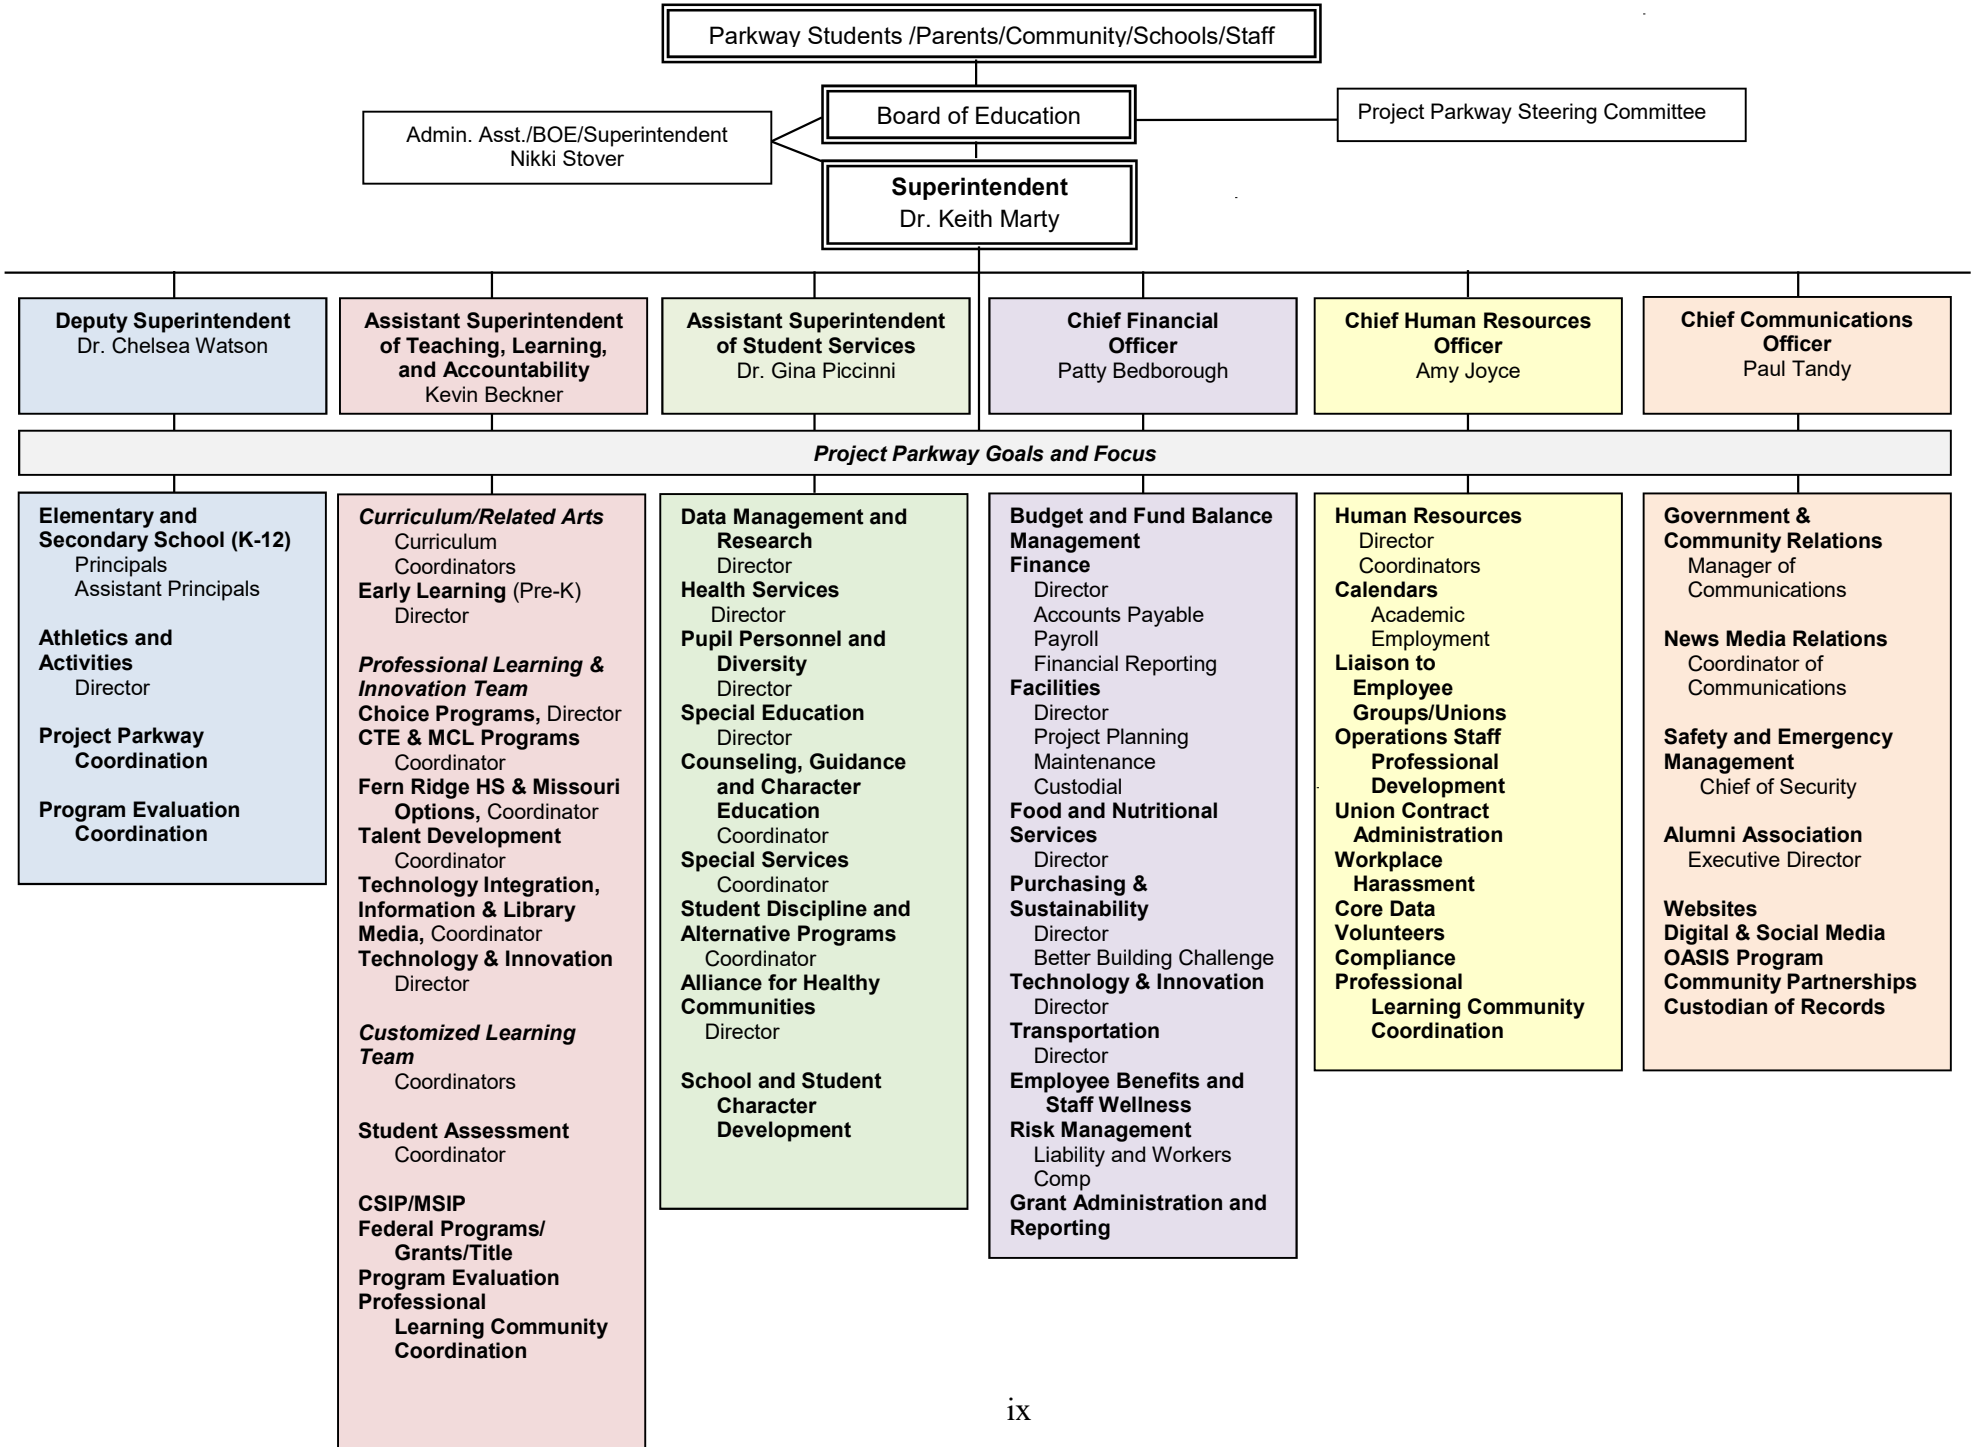 Parkway Students /Parents/Community/Schools/Staff
Board of Education
Project Parkway Steering Committee
Admin. Asst./BOE/Superintendent
Nikki Stover
Superintendent
Dr. Keith Marty
Deputy Superintendent
Dr. Chelsea Watson
Assistant Superintendent
of Teaching, Learning,
and Accountability
Kevin Beckner
Assistant Superintendent
of Student Services
Dr. Gina Piccinni
Chief Financial
Officer
Patty Bedborough
Chief Human Resources
Officer
Amy Joyce
Chief Communications
Officer
Paul Tandy
Project Parkway Goals and Focus
Elementary and
Secondary School (K-12)
Principals
Assistant Principals
Athletics and
Activities
Director
Project Parkway
Coordination
Program Evaluation
Coordination
Curriculum/Related Arts
Curriculum
Coordinators
Early Learning (Pre-K)
Director
Professional Learning &
Innovation Team
Choice Programs, Director
CTE & MCL Programs
Coordinator
Fern Ridge HS & Missouri
Options, Coordinator
Talent Development
Coordinator
Technology Integration,
Information & Library
Media, Coordinator
Technology & Innovation
Director
Customized Learning
Team
Coordinators
Student Assessment
Coordinator
CSIP/MSIP
Federal Programs/
Grants/Title
Program Evaluation
Professional
Learning Community
Coordination
Data Management and
Research
Director
Health Services
Director
Pupil Personnel and
Diversity
Director
Special Education
Director
Counseling, Guidance
and Character
Education
Coordinator
Special Services
Coordinator
Student Discipline and
Alternative Programs
Coordinator
Alliance for Healthy
Communities
Director
School and Student
Character
Development
Budget and Fund Balance
Management
Finance
Director
Accounts Payable
Payroll
Financial Reporting
Facilities
Director
Project Planning
Maintenance
Custodial
Food and Nutritional
Services
Director
Purchasing &
Sustainability
Director
Better Building Challenge
Technology & Innovation
Director
Transportation
Director
Employee Benefits and
Staff Wellness
Risk Management
Liability and Workers
Comp
Grant Administration and
Reporting
Human Resources
Director
Coordinators
Calendars
Academic
Employment
Liaison to
Employee
Groups/Unions
Operations Staff
Professional
Development
Union Contract
Administration
Workplace
Harassment
Core Data
Volunteers
Compliance
Professional
Learning Community
Coordination
Government &
Community Relations
Manager of
Communications
News Media Relations
Coordinator of
Communications
Safety and Emergency
Management
Chief of Security
Alumni Association
Executive Director
Websites
Digital & Social Media
OASIS Program
Community Partnerships
Custodian of Records
ix